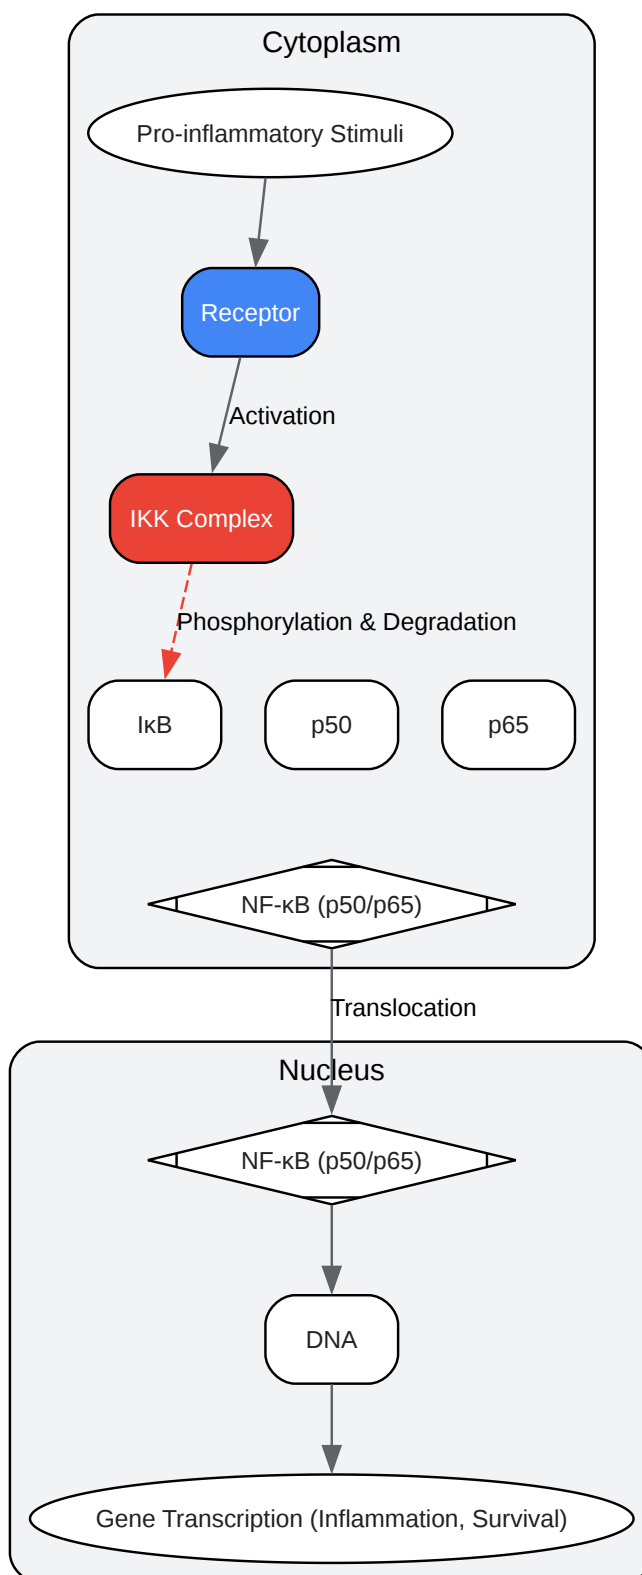 Cytoplasm
Pro-inflammatory Stimuli
Receptor
Activation
IKK Complex
Phosphorylation & Degradation
IκB
p50
p65
NF-κB (p50/p65)
Translocation
Nucleus
NF-κB (p50/p65)
DNA
Gene Transcription (Inflammation, Survival)